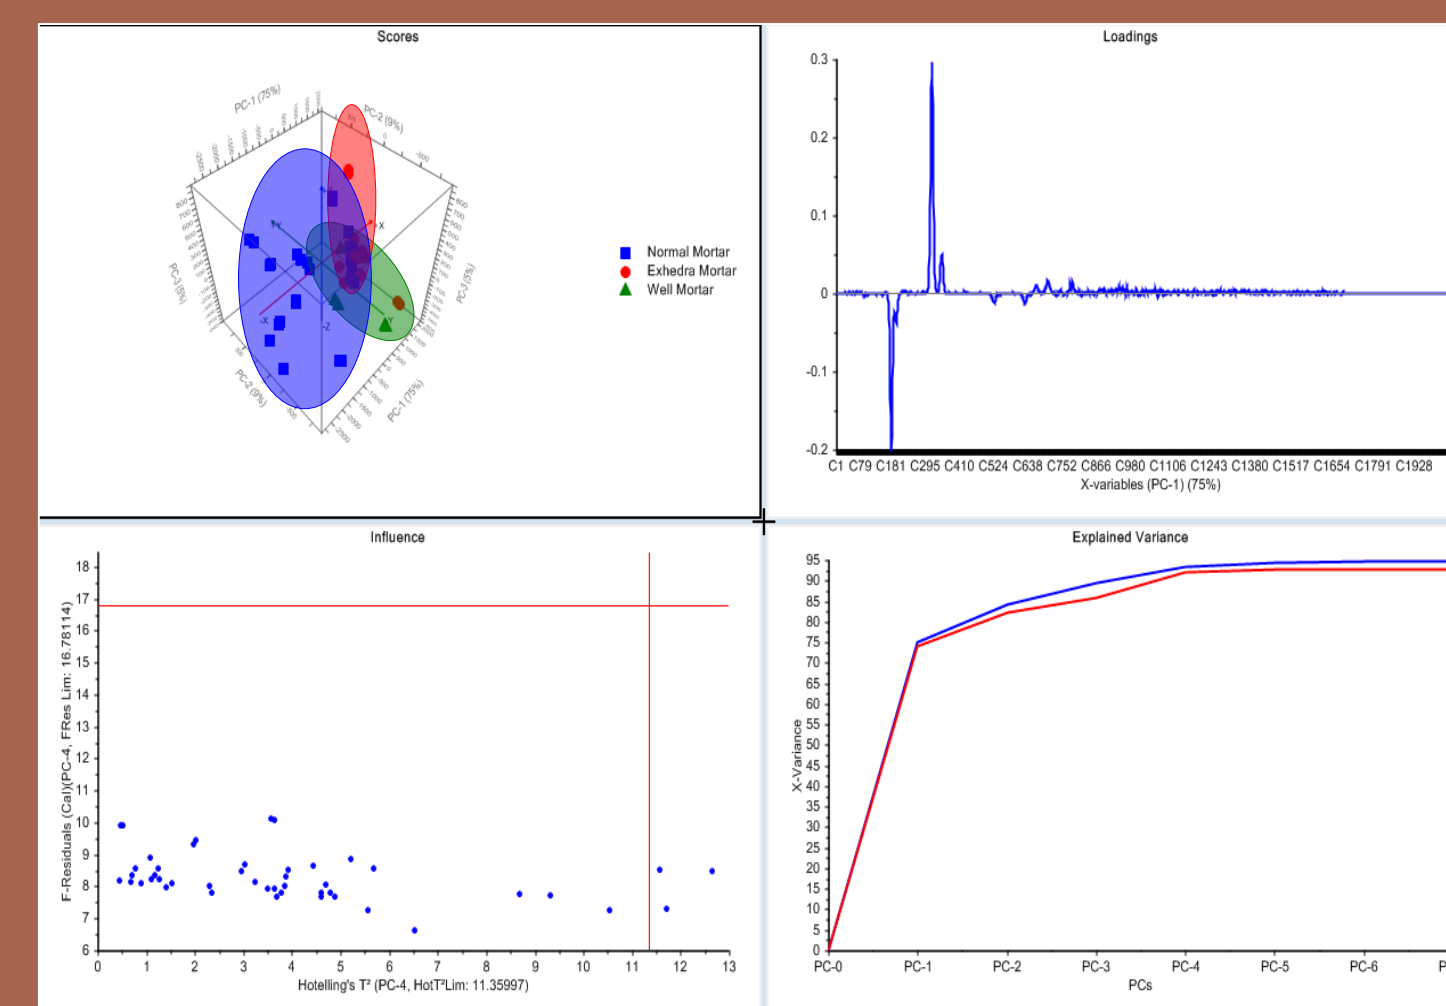 Scores
PC-1 (75%)
PC-2 (9%)
PC-3 (5%)
PC-3 (5%)
PC-2 (9%)
PC-1 (75%)
X
-X
-Z
Normal Mortar
Exhedra Mortar
Well Mortar
Loadings
0.3
0.2
0.1
0
-0.1
-0.2
C1 C79 C181 C295 C410 C524 C638 C752 C866 C980 C1106 C1243 C1380 C1517 C1654 C1791 C1928
X-variables (PC-1) (75%)
Influence
F-Residuals (Cal)(PC-4, FRes Lim: 16.78114)
18
17
16
15
14
13
12
11
10
9
8
7
6
0 1 2 3 4 5 6 7 8 9 10 11 12 13
Hotelling's T² (PC-4, HotT²Lim: 11.35997)
Explained Variance
X-Variance
95
90
85
80
75
70
65
60
55
50
45
40
35
30
25
20
15
10
5
0
PC-0 PC-1 PC-2 PC-3 PC-4 PC-5 PC-6
PCs